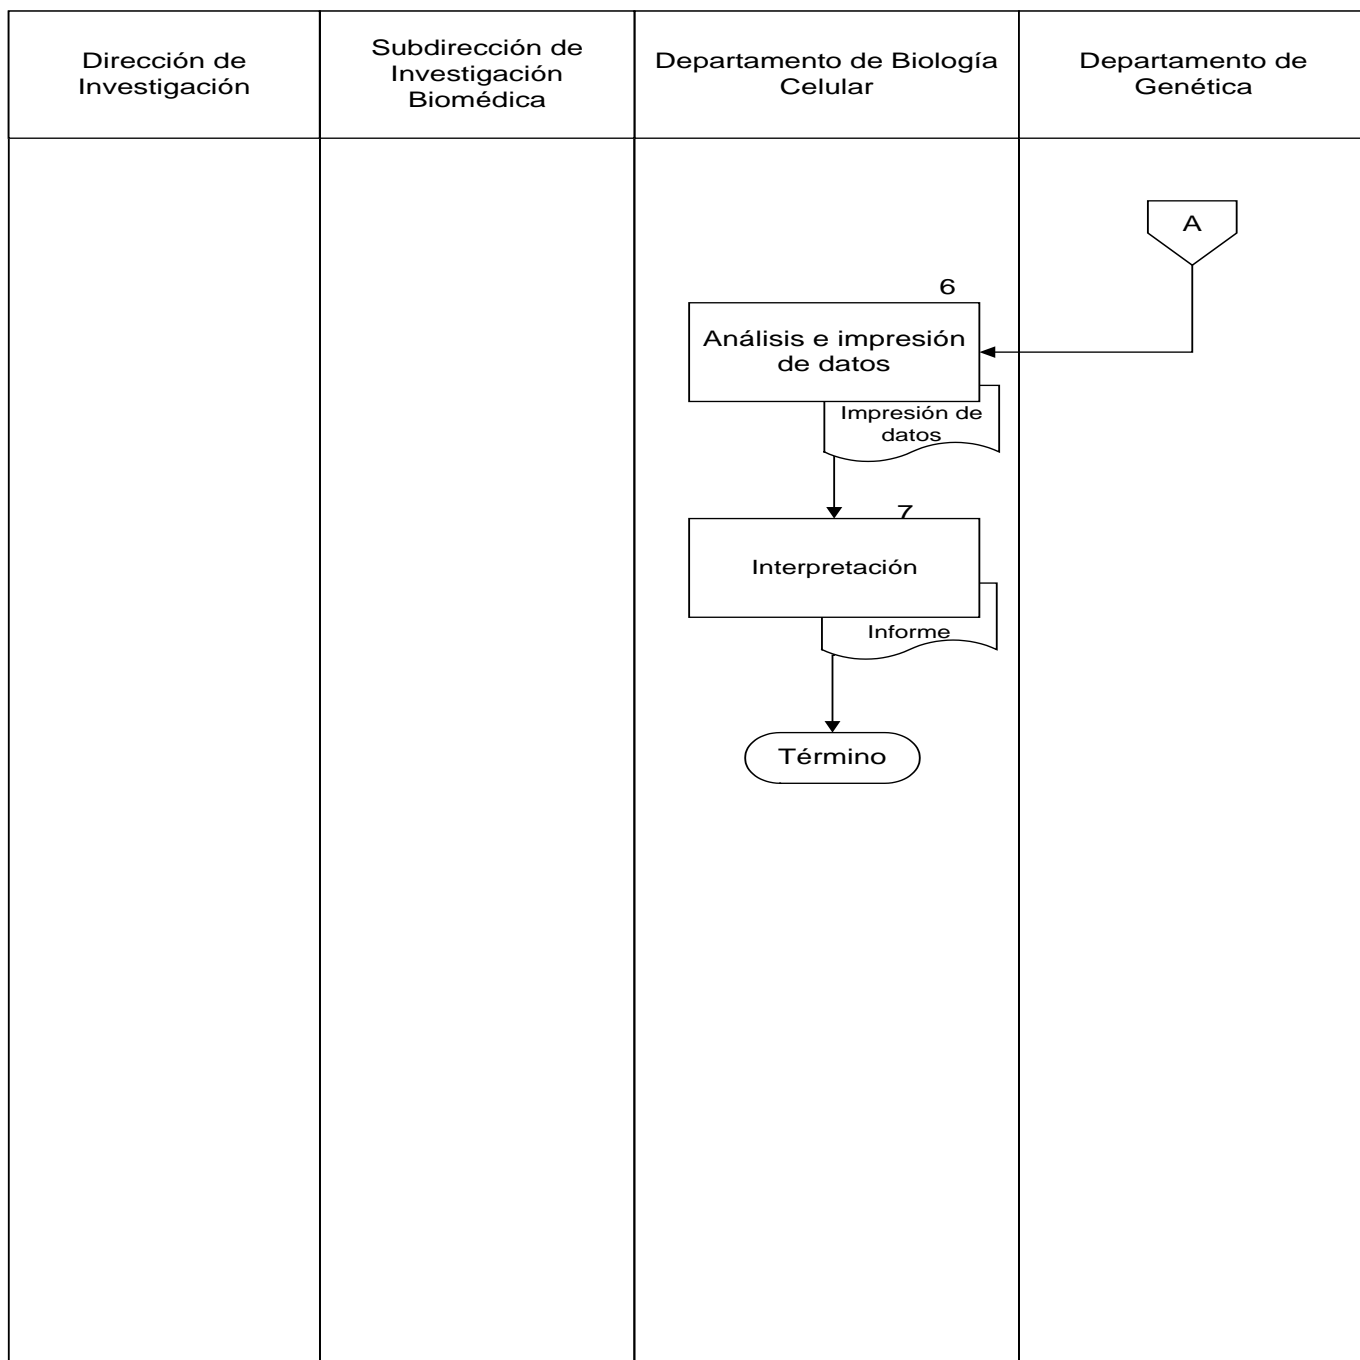 Dirección de
Investigación
Subdirección de
Investigación
Biomédica
Departamento de Biología
Celular
Departamento de
Genética
A
6
Análisis e impresión
de datos
Impresión de
datos
7
Interpretación
Informe
Término